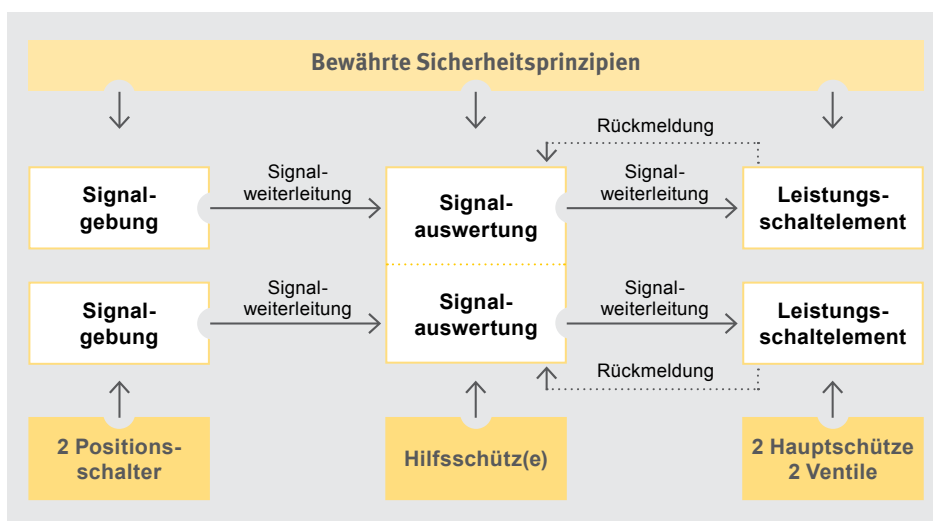 Bewährte Sicherheitsprinzipien
Rückmeldung
Signal-
gebung
Signal-
weiterleitung
Signal-
auswertung
Signal-
weiterleitung
Leistungs-
schaltelement
Signal-
gebung
Signal-
weiterleitung
Signal-
auswertung
Signal-
weiterleitung
Leistungs-
schaltelement
Rückmeldung
2 Positions-
schalter
Hilfsschütz(e)
2 Hauptschütze
2 Ventile